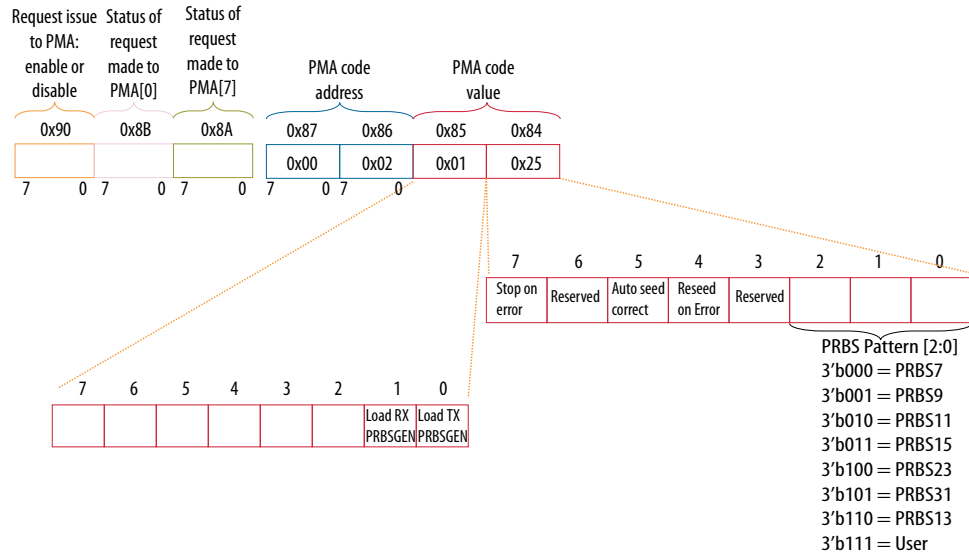 Request issue
to PMA:
enable or
disable
Status of
request
made to
PMA[0]
Status of
request
made to
PMA[7]
PMA code
address
PMA code
value
0x90 0x8B 0x8A 0x87 0x86 0x85 0x84
0x00 0x02 0x01 0x25
7 0 7 0 7 0 7 0 7 0
7 6 5 4 3 2 1 0
Stop on
error
Reserved
Auto seed
correct
Reseed
on Error
Reserved
PRBS Pattern [2:0]
3’b000 = PRBS7
3’b001 = PRBS9
3’b010 = PRBS11
3’b011 = PRBS15
3’b100 = PRBS23
3’b101 = PRBS31
3’b110 = PRBS13
3’b111 = User
7 6 5 4 3 2 1 0
Load RX
PRBSGEN
Load TX
PRBSGEN